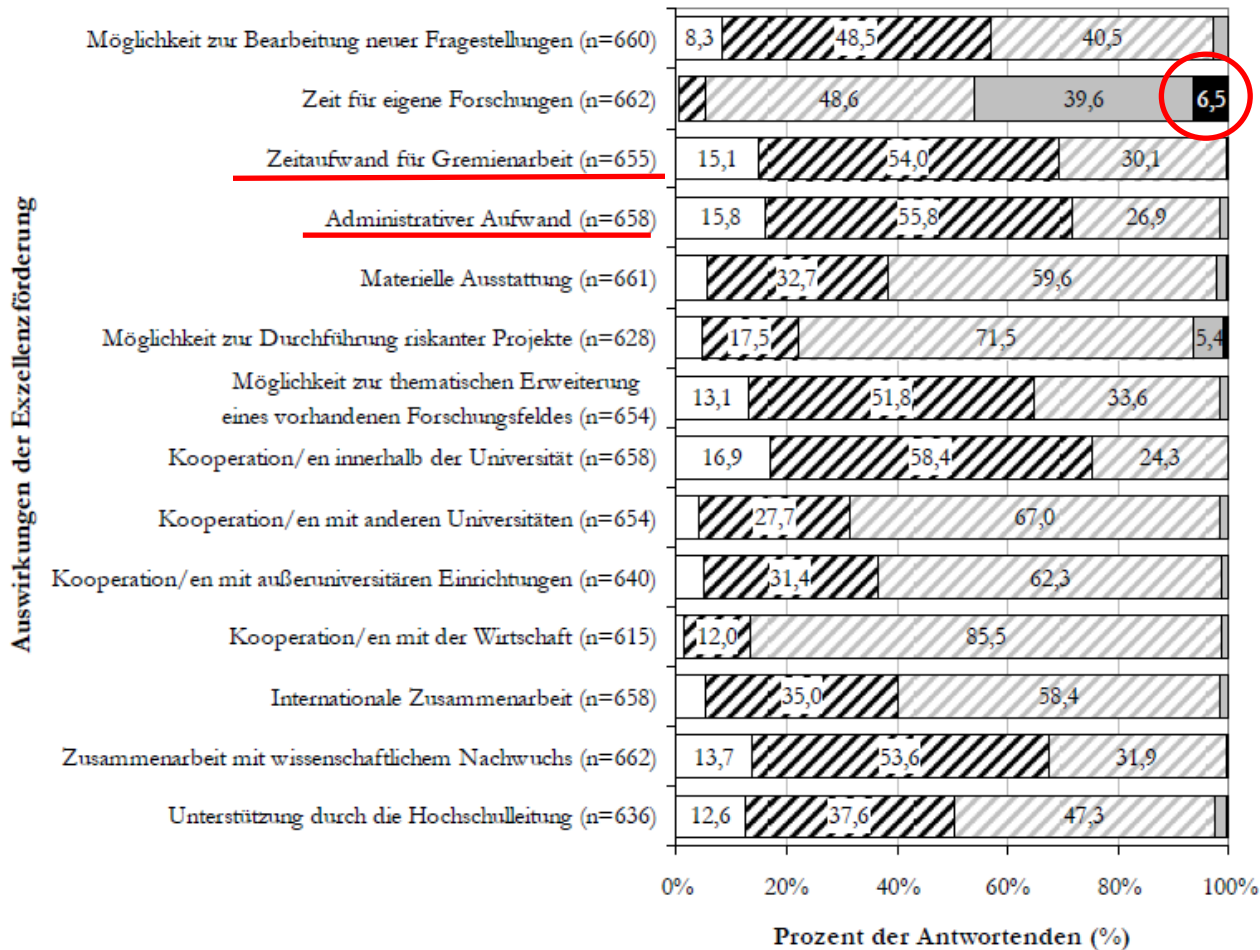 Auswirkungen der Exzellenzförderung
Möglichkeit zur Bearbeitung neuer Fragestellungen (n=660) 8,3 48,5 40,5
Zeit für eigene Forschungen (n=662) 48,6 39,6 6,5
Zeitaufwand für Gremienarbeit (n=655) 15,1 54,0 30,1
Administrativer Aufwand (n=658) 15,8 55,8 26,9
Materielle Ausstattung (n=661) 32,7 59,6
Möglichkeit zur Durchführung riskanter Projekte (n=628) 17,5 71,5 5,4
Möglichkeit zur thematischen Erweiterung
eines vorhandenen Forschungsfeldes (n=654) 13,1 51,8 33,6
Kooperation/en innerhalb der Universität (n=658) 16,9 58,4 24,3
Kooperation/en mit anderen Universitäten (n=654) 27,7 67,0
Kooperation/en mit außeruniversitären Einrichtungen (n=640) 31,4 62,3
Kooperation/en mit der Wirtschaft (n=615) 12,0 85,5
Internationale Zusammenarbeit (n=658) 35,0 58,4
Zusammenarbeit mit wissenschaftlichem Nachwuchs (n=662) 13,7 53,6 31,9
Unterstützung durch die Hochschulleitung (n=636) 12,6 37,6 47,3
0% 20% 40% 60% 80% 100%
Prozent der Antwortenden (%)